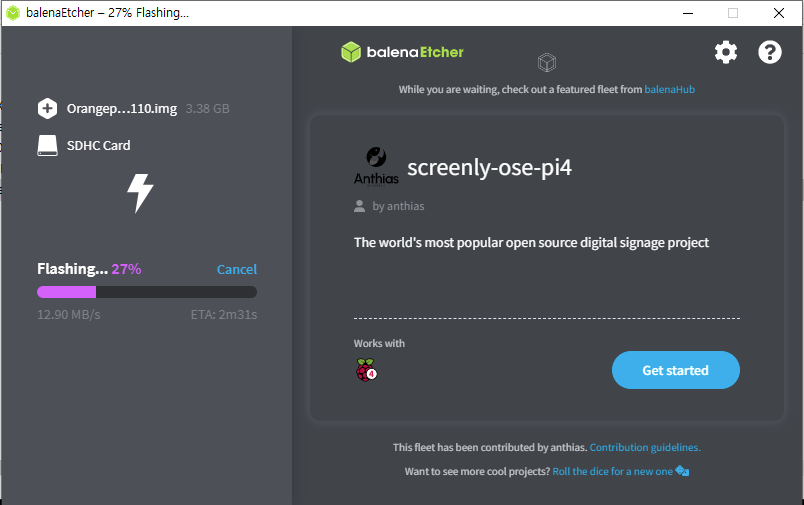 balenaEtcher – 27% Flashing...
balenaEtcher
While you are waiting, check out a featured fleet from balenaHub
Orangep...110.img 3.38 GB
SDHC Card
Flashing... 27% Cancel
12.90 MB/s ETA: 2m31s
Anthias
screenly-ose-pi4
by anthias
The world's most popular open source digital signage project
Works with
4
Get started
This fleet has been contributed by anthias. Contribution guidelines.
Want to see more cool projects? Roll the dice for a new one